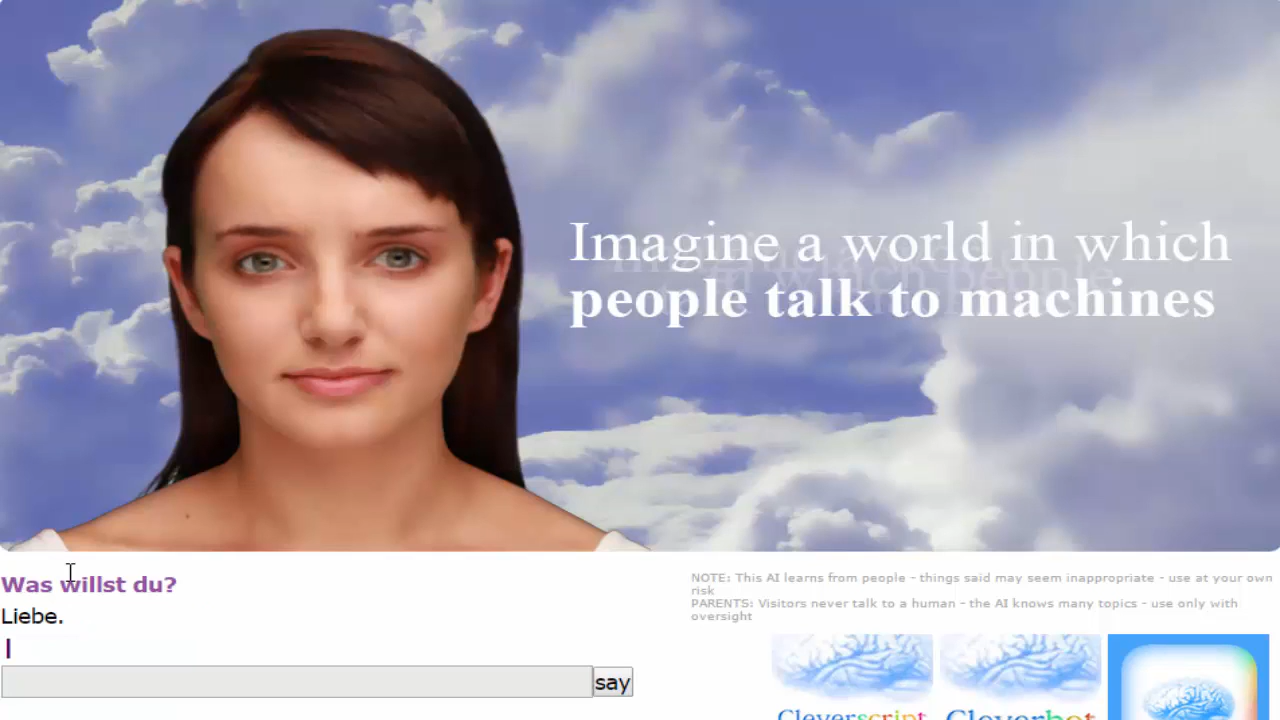 Imagine a world in which
people talk to machines
Was willst du?
Liebe.
say
NOTE: This AI learns from people - things said may seem inappropriate - use at your own
risk
PARENTS: Visitors never talk to a human - the AI knows many topics - use only with
oversight
Cleverscript Cleverbot